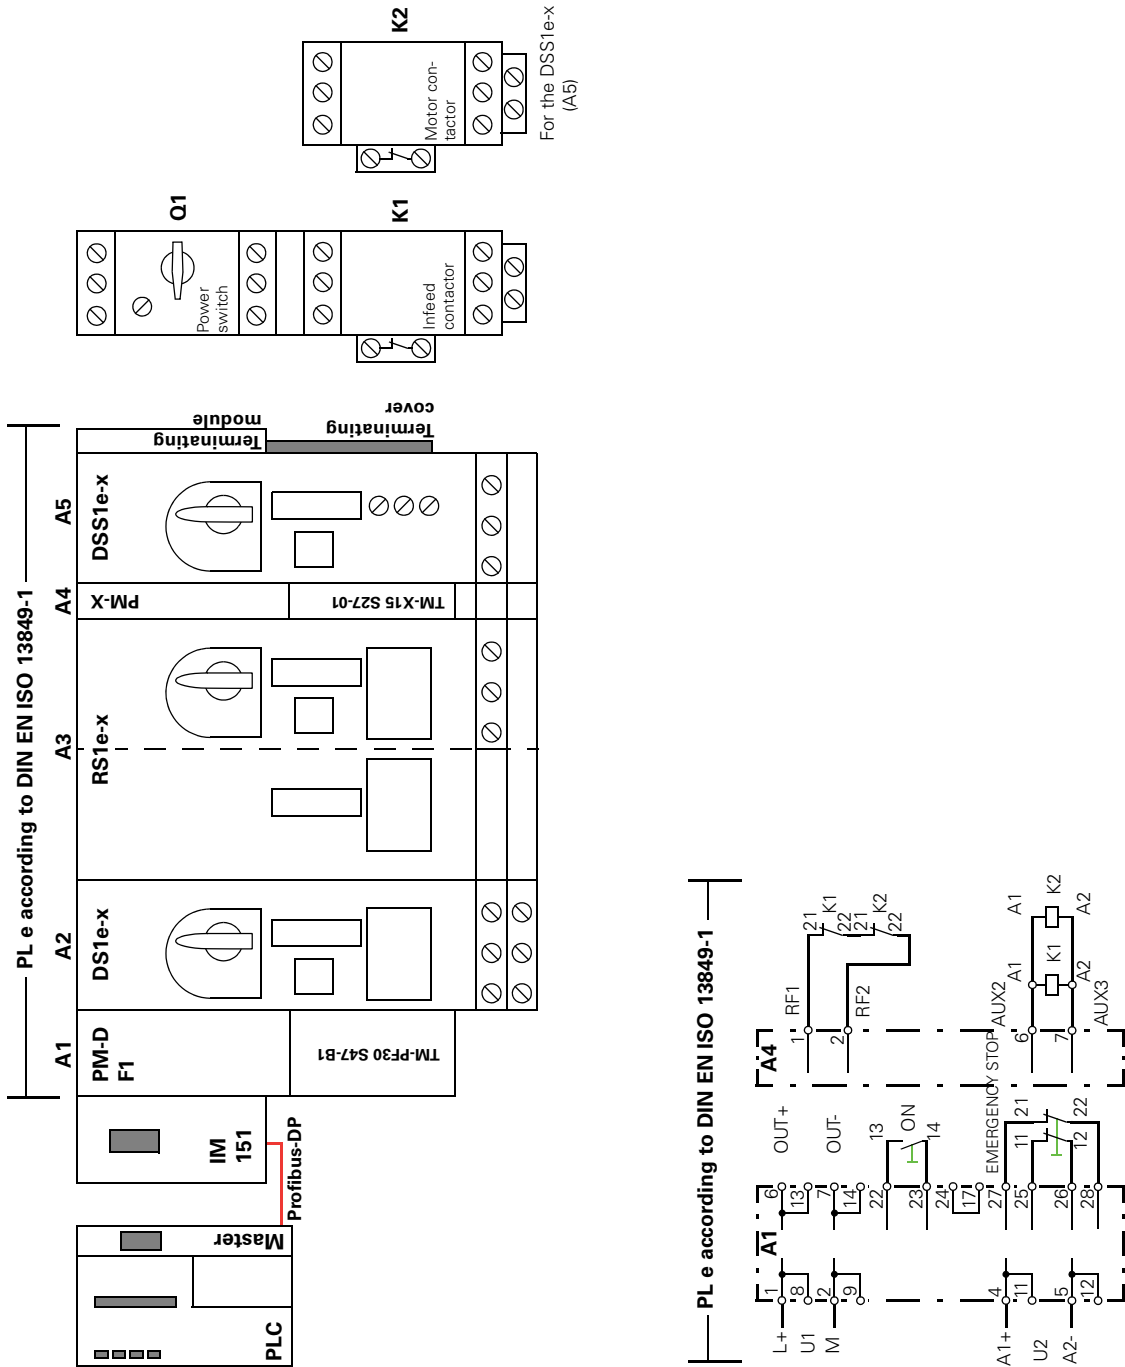 PL e according to DIN EN ISO 13849-1
A1
A2
A3
A4
A5
PM-D
F1
DS1e-x
RS1e-x
PM-X
DSS1e-x
TM-PF30 S47-B1
TM-X15 S27-01
Terminating
module
Terminating
cover
IM
151
Profibus-DP
PLC
Master
Q1
Power
switch
K1
Infeed
contactor
K2
Motor con-
tactor
For the DSS1e-x
(A5)
PL e according to DIN EN ISO 13849-1
A1
L+
U1
M
A1+
U2
A2-
1
8
2
9
4
11
5
12
6
13
7
14
22
23
24
17
27
25
26
28
OUT+
OUT-
13
ON
14
EMERGENCY STOP
11
21
12
22
A4
1
2
6
7
RF1
RF2
AUX2
AUX3
21
K1
22
21
K2
22
A1
K1
A2
A1
K2
A2